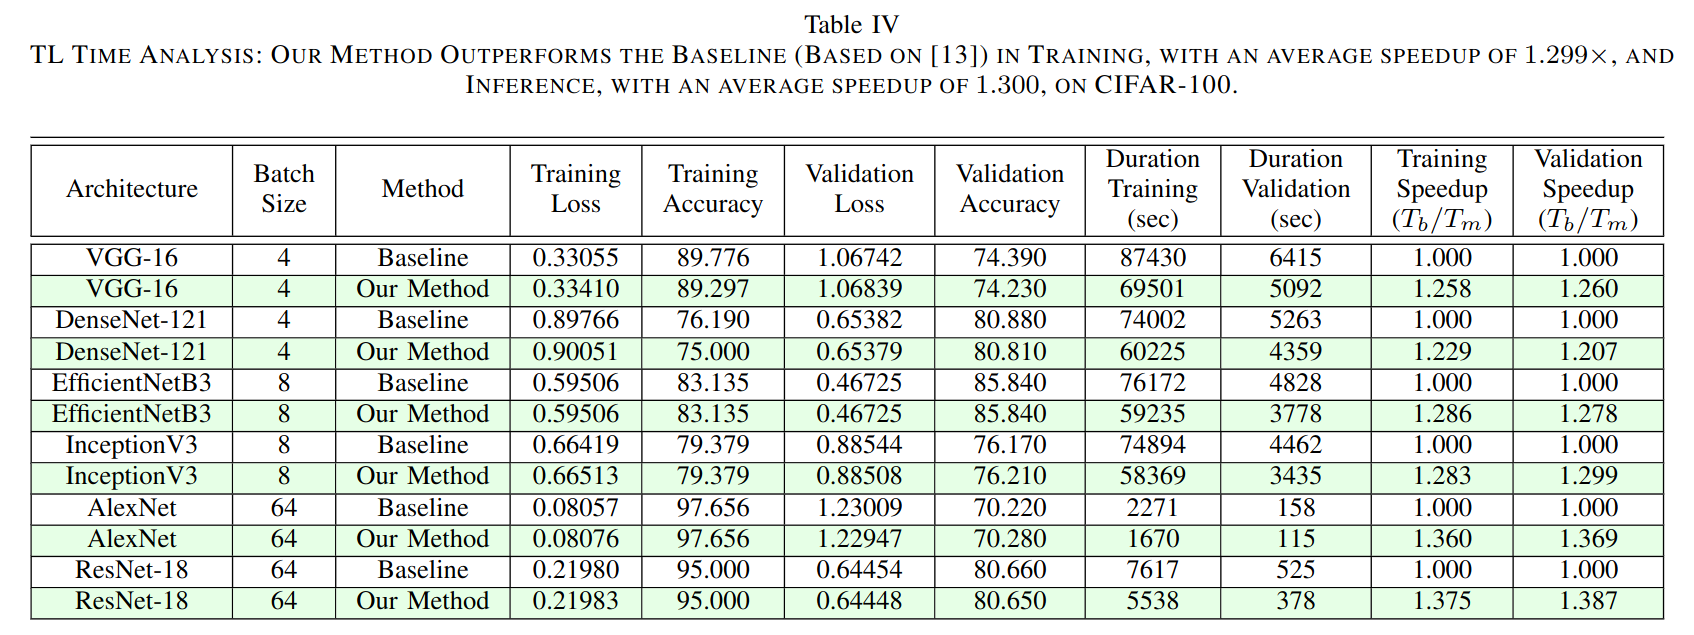 Table IV
TL TIME ANALYSIS: OUR METHOD OUTPERFORMS THE BASELINE (BASED ON [13]) IN TRAINING, WITH AN AVERAGE SPEEDUP OF 1.299×, AND
INFERENCE, WITH AN AVERAGE SPEEDUP OF 1.300, ON CIFAR-100.
Architecture Batch Size Method Training Loss Training Accuracy Validation Loss Validation Accuracy Duration Training (sec) Duration Validation (sec) Training Speedup (T_b/T_m) Validation Speedup (T_b/T_m)
VGG-16 4 Baseline 0.33055 89.776 1.06742 74.390 87430 6415 1.000 1.000
VGG-16 4 Our Method 0.33410 89.297 1.06839 74.230 69501 5092 1.258 1.260
DenseNet-121 4 Baseline 0.89766 76.190 0.65382 80.880 74002 5263 1.000 1.000
DenseNet-121 4 Our Method 0.90051 75.000 0.65379 80.810 60225 4359 1.229 1.207
EfficientNetB3 8 Baseline 0.59506 83.135 0.46725 85.840 76172 4828 1.000 1.000
EfficientNetB3 8 Our Method 0.59506 83.135 0.46725 85.840 59235 3778 1.286 1.278
InceptionV3 8 Baseline 0.66419 79.379 0.88544 76.170 74894 4462 1.000 1.000
InceptionV3 8 Our Method 0.66513 79.379 0.88508 76.210 58369 3435 1.283 1.299
AlexNet 64 Baseline 0.08057 97.656 1.23009 70.220 2271 158 1.000 1.000
AlexNet 64 Our Method 0.08076 97.656 1.22947 70.280 1670 115 1.360 1.369
ResNet-18 64 Baseline 0.21980 95.000 0.64454 80.660 7617 525 1.000 1.000
ResNet-18 64 Our Method 0.21983 95.000 0.64448 80.650 5538 378 1.375 1.387